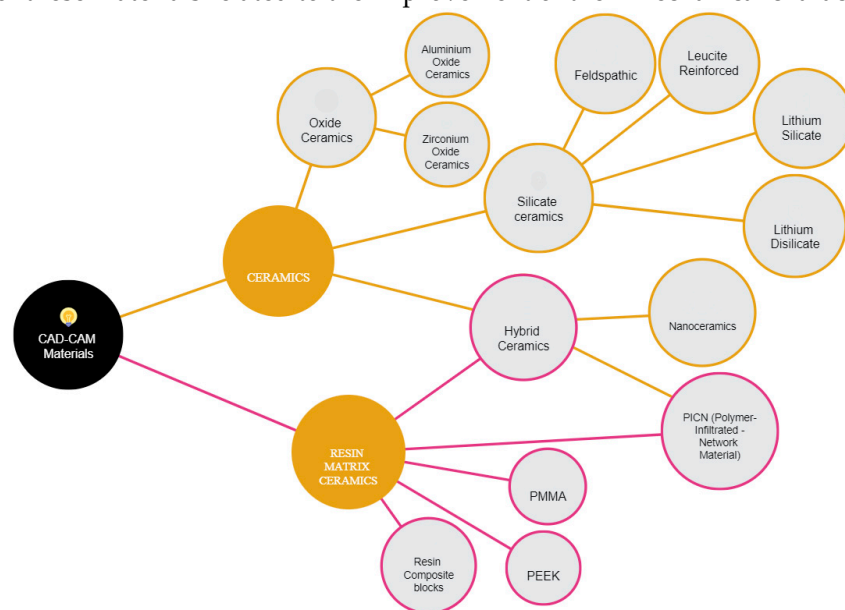 Aluminium
Oxide
Ceramics
Oxide
Ceramics
Zirconium
Oxide
Ceramics
Feldspathic
Leucite
Reinforced
Lithium
Silicate
Silicate
ceramics
Lithium
Disilicate
CERAMICS
CAD-CAM
Materials
Hybrid
Ceramics
Nanoceramics
PICN (Polymer-
Infiltrated -
Network
Material)
RESIN
MATRIX
CERAMICS
PMMA
Resin
Composite
blocks
PEEK